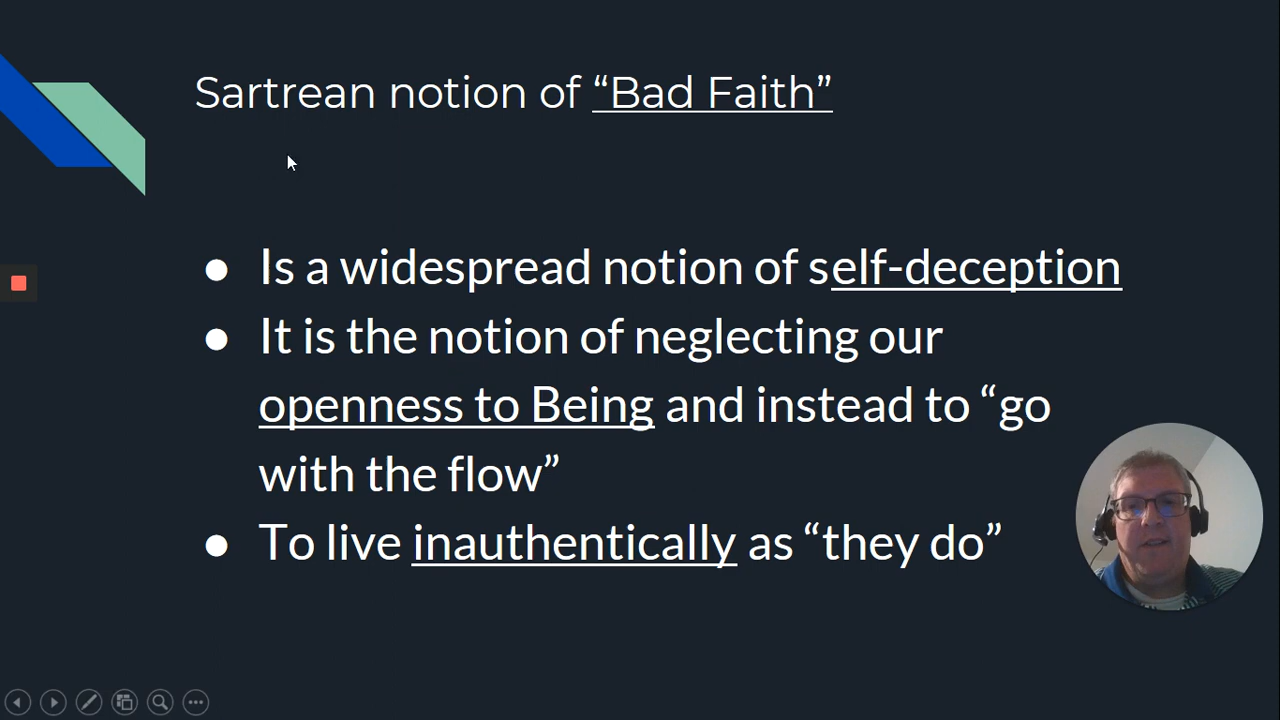 Sartrean notion of “Bad Faith”
● Is a widespread notion of self-deception
● It is the notion of neglecting our
openness to Being and instead to “go
with the flow”
● To live inauthentically as “they do”